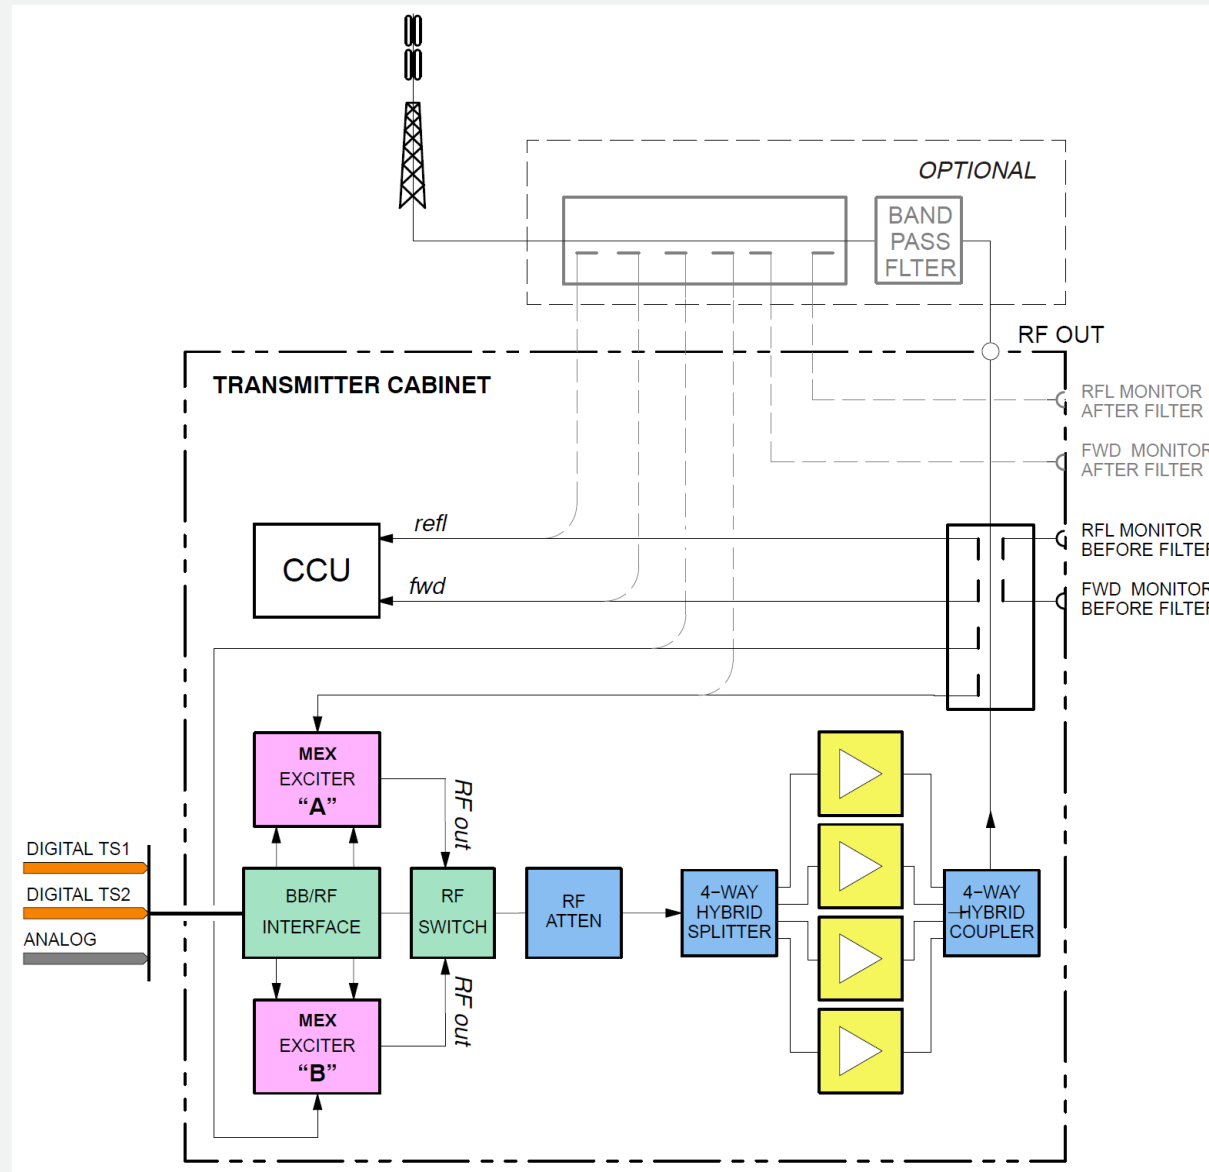 OPTIONAL
BAND
PASS
FLTER
RF OUT
TRANSMITTER CABINET
RFL MONITOR
AFTER FILTER
FWD MONITOR
AFTER FILTER
refl
CCU
fwd
RFL MONITOR
BEFORE FILTER
FWD MONITOR
BEFORE FILTER
MEX
EXCITER
“A”
RF out
DIGITAL TS1
DIGITAL TS2
ANALOG
BB/RF
INTERFACE
RF
SWITCH
RF
ATTEN
4-WAY
HYBRID
SPLITTER
4-WAY
HYBRID
COUPLER
RF out
MEX
EXCITER
“B”